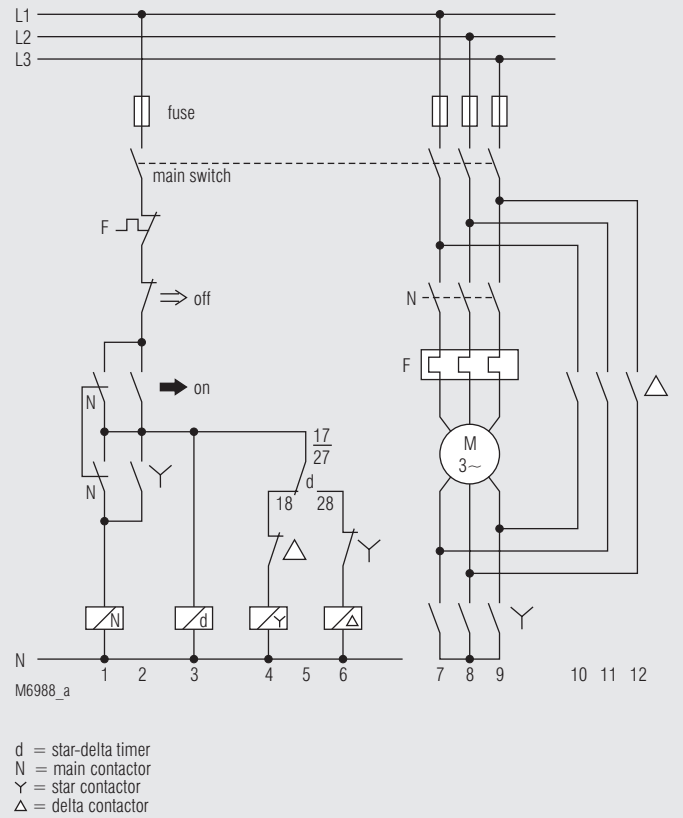 L1
L2
L3
fuse
main switch
F
off
N
F
on
N
17
27
M
3~
N
d
18 28
N d Y △
N
1 2 3 4 5 6 7 8 9 10 11 12
M6988_a
d = star-delta timer
N = main contactor
Y = star contactor
△ = delta contactor